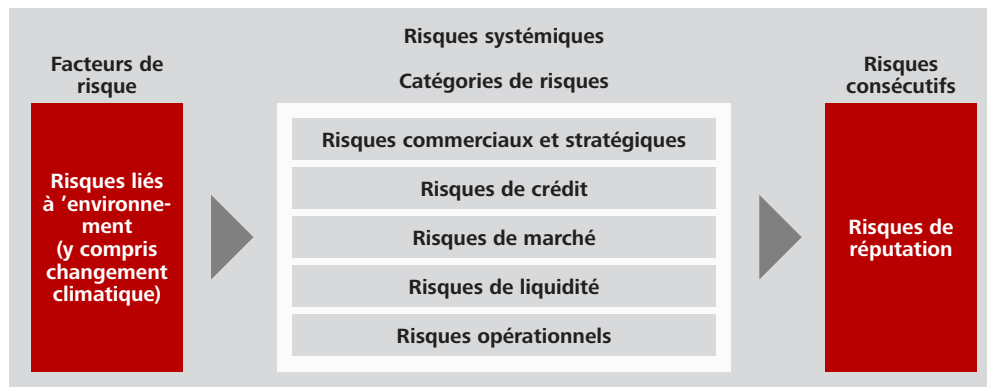 Risques systémiques
Facteurs de
risque
Catégories de risques
Risques
consécutifs
Risques liés
à ’environne-
ment
(y compris
changement
climatique)
Risques commerciaux et stratégiques
Risques de crédit
Risques de marché
Risques de liquidité
Risques opérationnels
Risques de
réputation